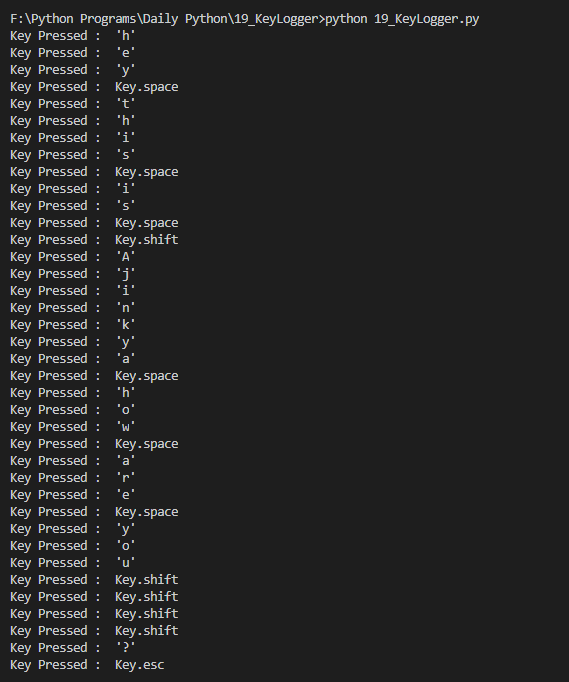 F:\Python Programs\Daily Python\19_KeyLogger>python 19_KeyLogger.py
Key Pressed :  'h'
Key Pressed :  'e'
Key Pressed :  'y'
Key Pressed :  Key.space
Key Pressed :  't'
Key Pressed :  'h'
Key Pressed :  'i'
Key Pressed :  's'
Key Pressed :  Key.space
Key Pressed :  'i'
Key Pressed :  's'
Key Pressed :  Key.space
Key Pressed :  Key.shift
Key Pressed :  'A'
Key Pressed :  'j'
Key Pressed :  'i'
Key Pressed :  'n'
Key Pressed :  'k'
Key Pressed :  'y'
Key Pressed :  'a'
Key Pressed :  Key.space
Key Pressed :  'h'
Key Pressed :  'o'
Key Pressed :  'w'
Key Pressed :  Key.space
Key Pressed :  'a'
Key Pressed :  'r'
Key Pressed :  'e'
Key Pressed :  Key.space
Key Pressed :  'y'
Key Pressed :  'o'
Key Pressed :  'u'
Key Pressed :  Key.shift
Key Pressed :  Key.shift
Key Pressed :  Key.shift
Key Pressed :  Key.shift
Key Pressed :  '?'
Key Pressed :  Key.esc